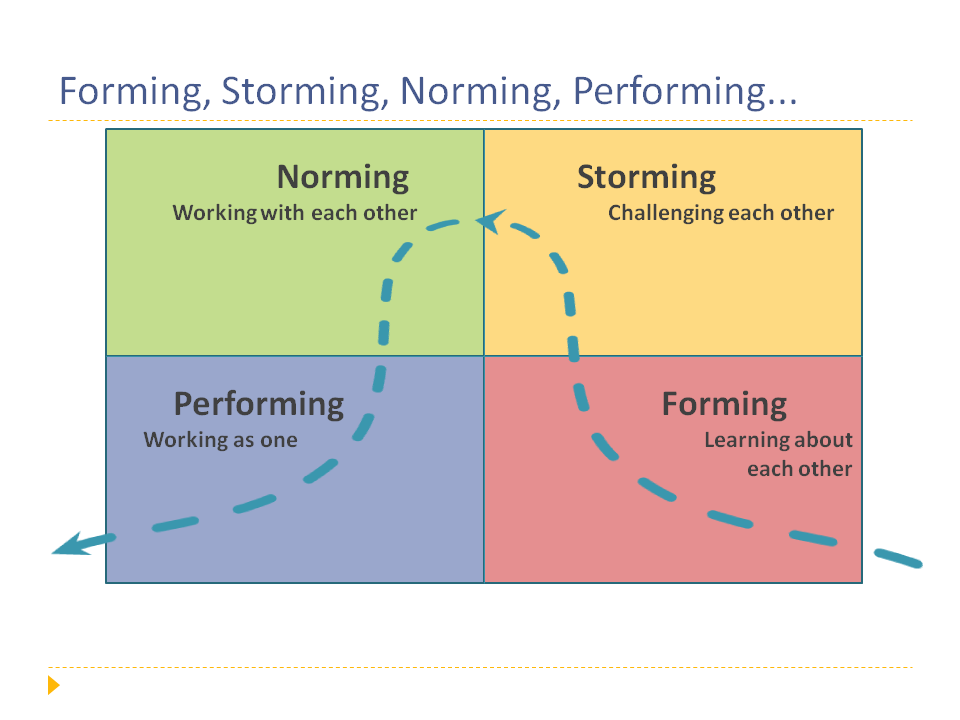 Forming, Storming, Norming, Performing...
Norming
Working with each other
Storming
Challenging each other
Performing
Working as one
Forming
Learning about
each other